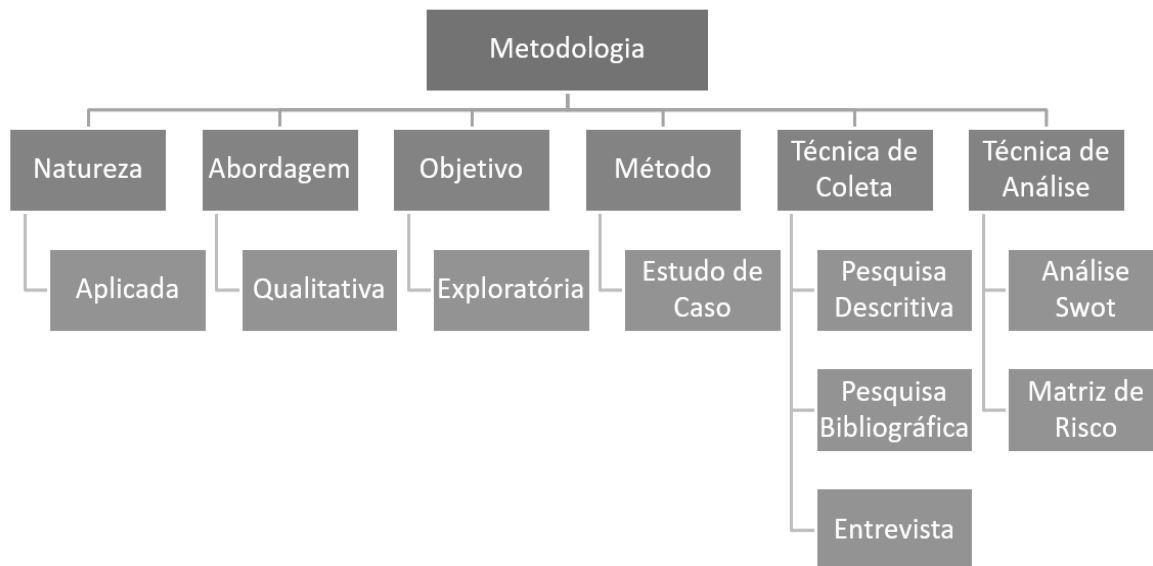 Metodologia
Natureza
Abordagem
Objetivo
Método
Técnica de
Coleta
Técnica de
Análise
Aplicada
Qualitativa
Exploratória
Estudo de
Caso
Pesquisa
Descritiva
Análise
Swot
Pesquisa
Bibliográfica
Matriz de
Risco
Entrevista